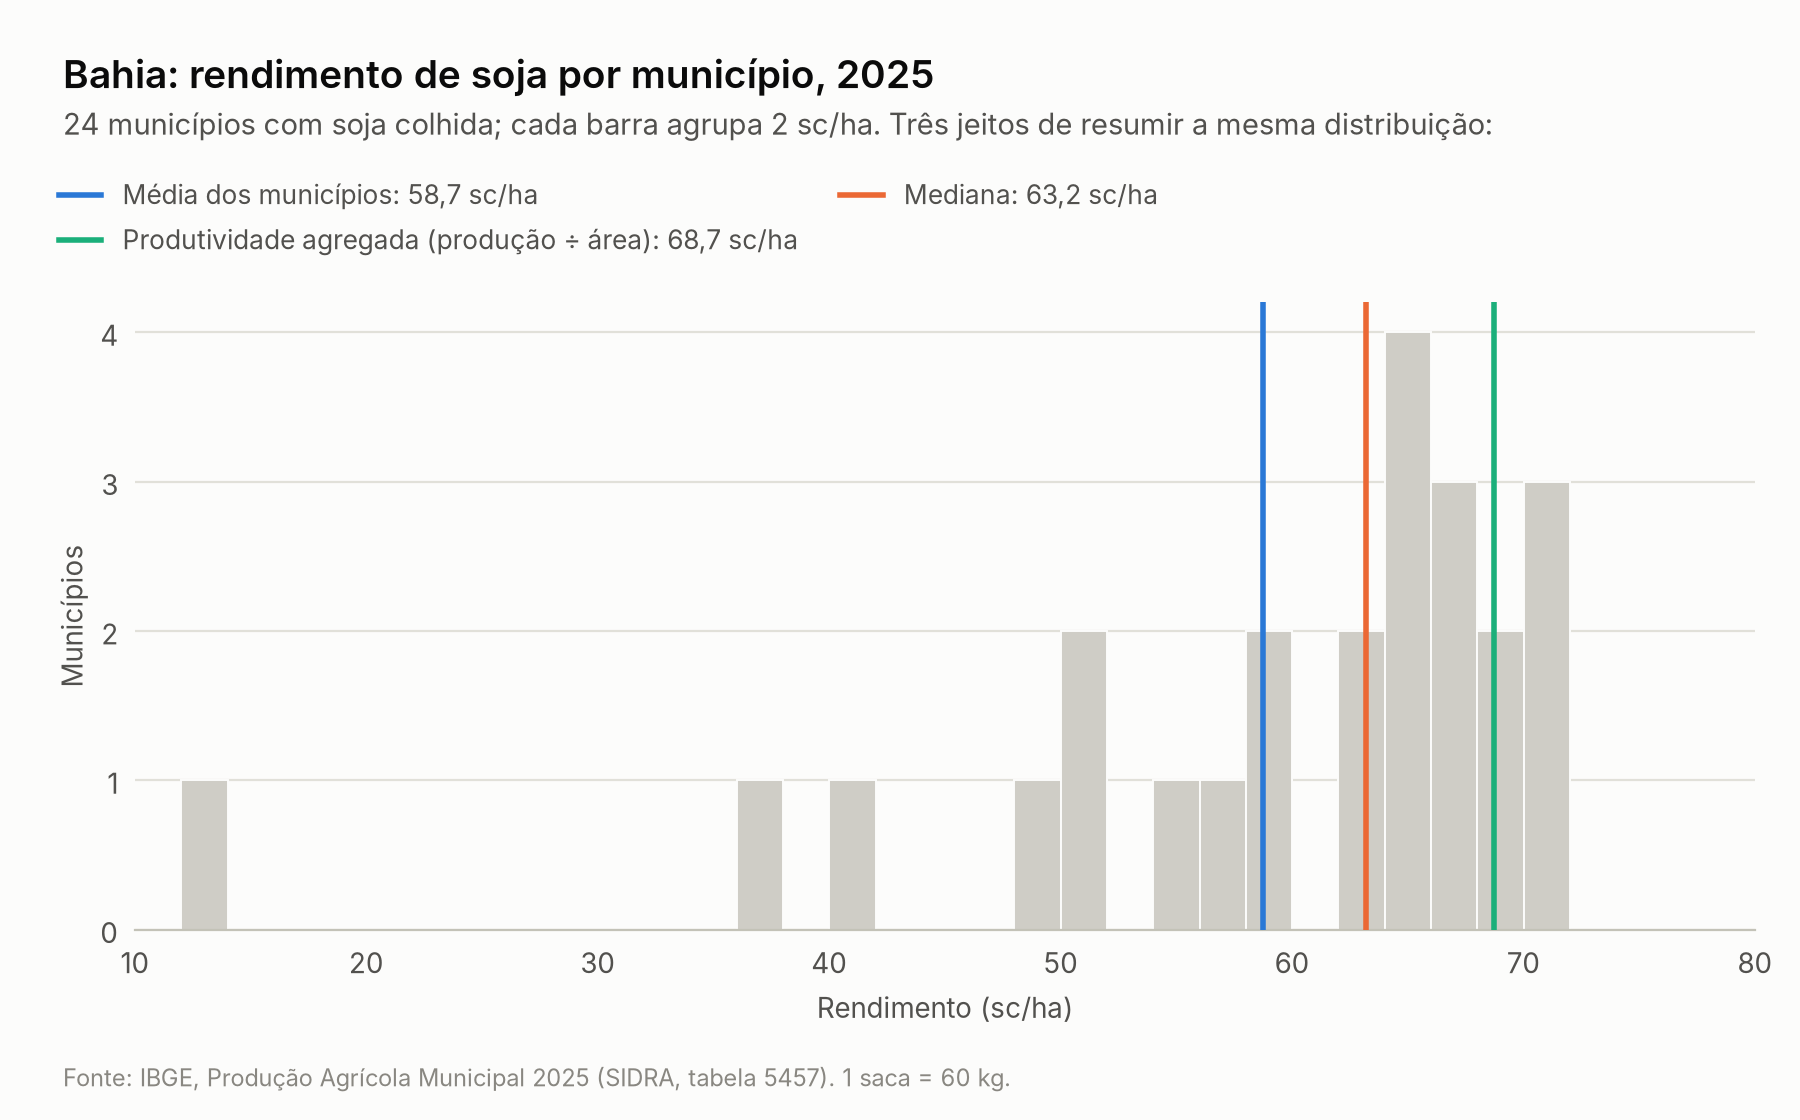 Bahia: rendimento de soja por município, 2025
24 municípios com soja colhida; cada barra agrupa 2 sc/ha. Três jeitos de resumir a mesma distribuição:
Média dos municípios: 58,7 sc/ha
Mediana: 63,2 sc/ha
Produtividade agregada (produção ÷ área): 68,7 sc/ha
Municípios
4
3
2
1
0
10 20 30 40 50 60 70 80
Rendimento (sc/ha)
Fonte: IBGE, Produção Agrícola Municipal 2025 (SIDRA, tabela 5457). 1 saca = 60 kg.